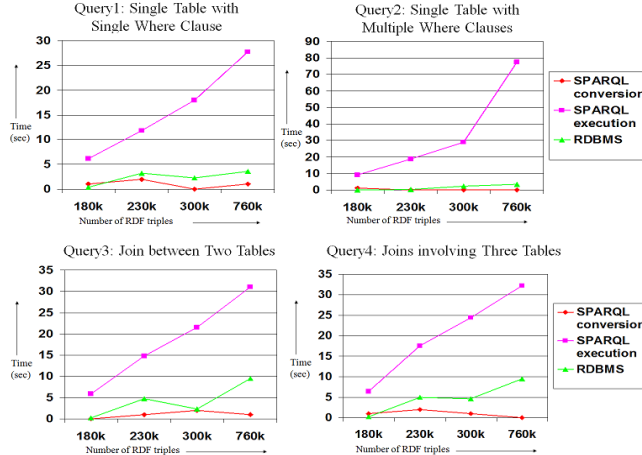 Query1: Single Table with
Single Where Clause
30
25
20
15
10
5
0
Time
(sec)
180k 230k 300k 760k
Number of RDF triples
Query2: Single Table with
Multiple Where Clauses
90
80
70
60
50
40
30
20
10
0
Time
(sec)
180k 230k 300k 760k
Number of RDF triples
SPARQL
conversion
SPARQL
execution
RDBMS
Query3: Join between Two Tables
35
30
25
20
15
10
5
0
Time
(sec)
180k 230k 300k 760k
Number of RDF triples
Query4: Joins involving Three Tables
35
30
25
20
15
10
5
0
Time
(sec)
180k 230k 300k 760k
Number of RDF triples
SPARQL
conversion
SPARQL
execution
RDBMS